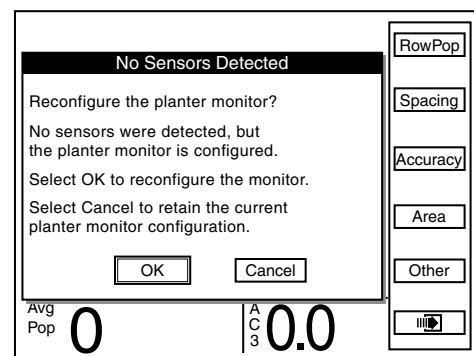 No Sensors Detected
Reconfigure the planter monitor?
No sensors were detected, but
the planter monitor is configured.
Select OK to reconfigure the monitor.
Select Cancel to retain the current
planter monitor configuration.
OK
Cancel
Avg
Pop
0
A
C
3
0.0
RowPop
Spacing
Accuracy
Area
Other